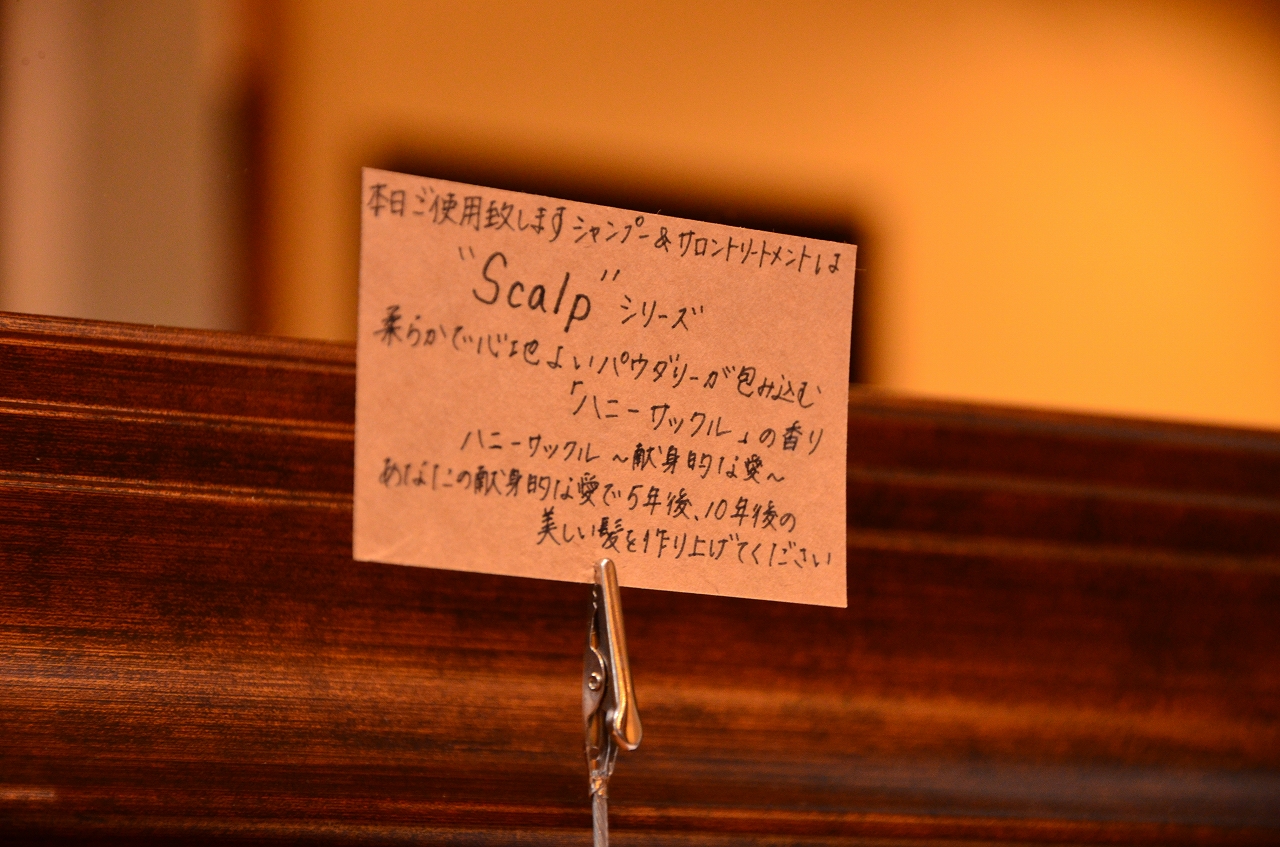 本日ご使用致しますシャンプー&サロントリートメントは
"Scalp"シリーズ
柔らかで心地よいパウダリーが包み込む
「ハニーサックル」の香り
ハニーサックル～献身的な愛～
あなたの献身的な愛で5年後、10年後の
美しい髪を作り上げてください